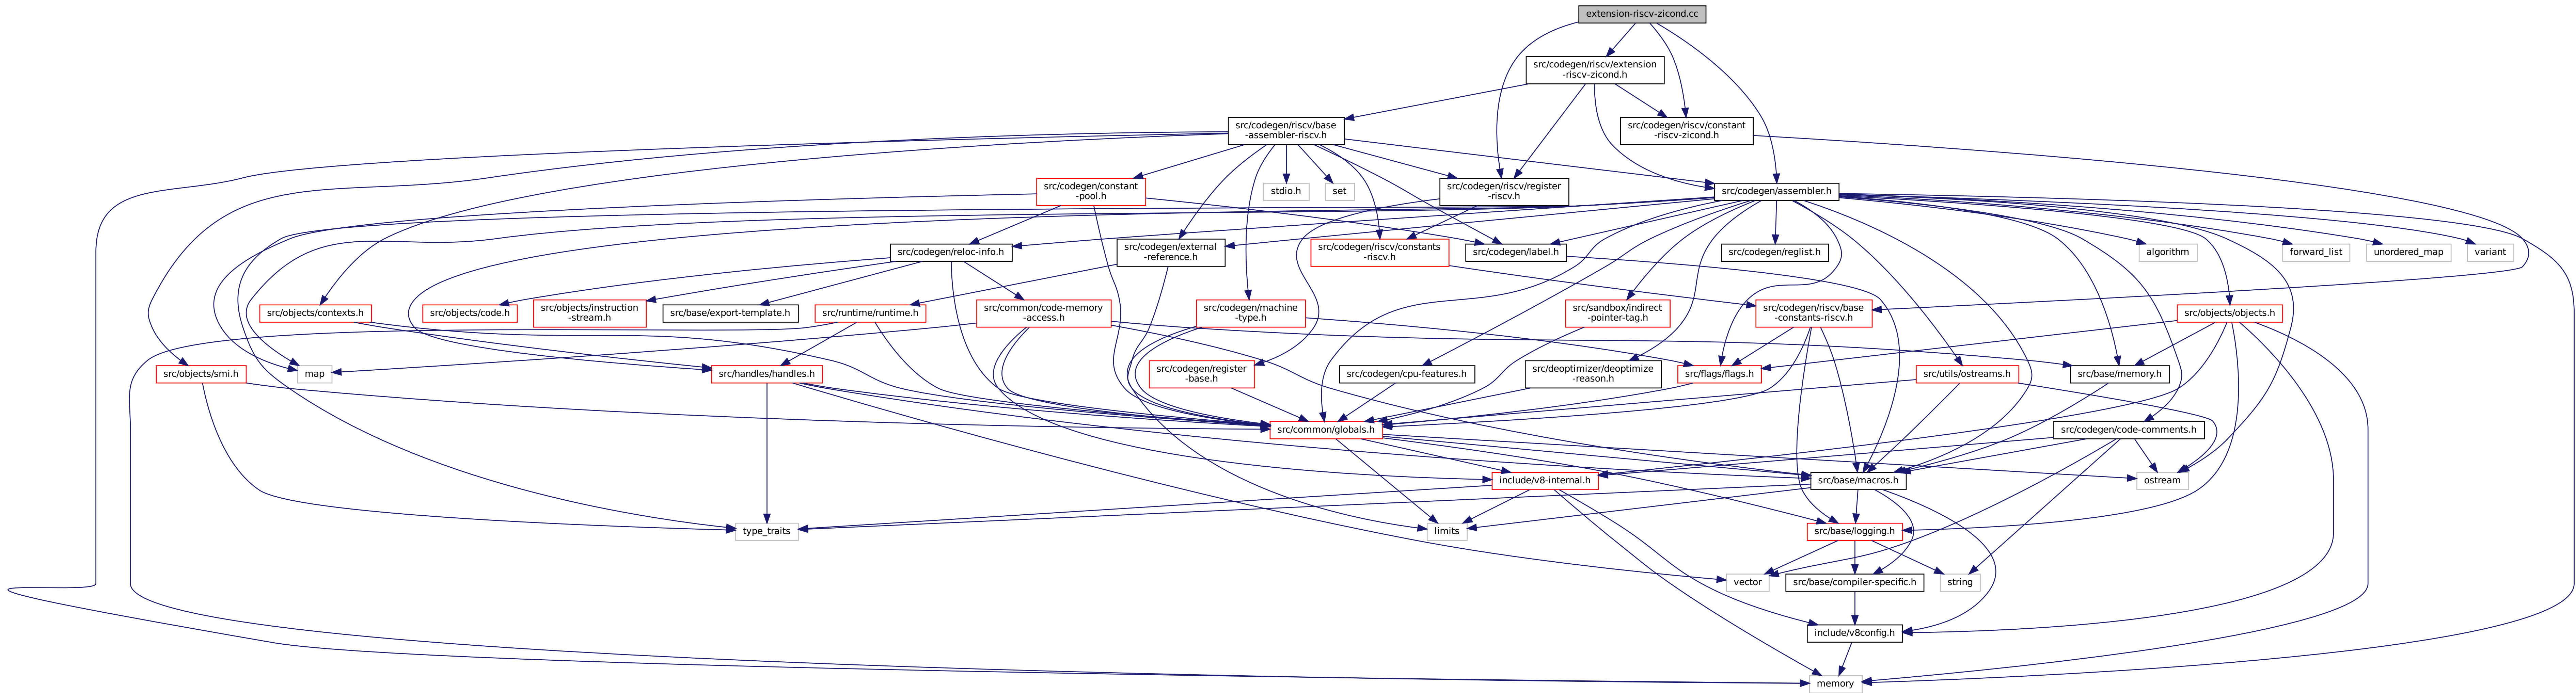 extension-riscv-zicond.cc
src/codegen/riscv/extension
-riscv-zicond.h
src/codegen/riscv/base
-assembler-riscv.h
src/codegen/riscv/constant
-riscv-zicond.h
src/codegen/constant
-pool.h
stdio.h
set
src/codegen/riscv/register
-riscv.h
src/codegen/assembler.h
src/codegen/reloc-info.h
src/codegen/external
-reference.h
src/codegen/riscv/constants
-riscv.h
src/codegen/label.h
src/codegen/reglist.h
algorithm
forward_list
unordered_map
variant
src/objects/contexts.h
src/objects/code.h
src/objects/instruction
-stream.h
src/base/export-template.h
src/runtime/runtime.h
src/common/code-memory
-access.h
src/codegen/machine
-type.h
src/sandbox/indirect
-pointer-tag.h
src/codegen/riscv/base
-constants-riscv.h
src/objects/objects.h
src/objects/smi.h
map
src/handles/handles.h
src/codegen/register
-base.h
src/codegen/cpu-features.h
src/deoptimizer/deoptimize
-reason.h
src/flags/flags.h
src/utils/ostreams.h
src/base/memory.h
src/common/globals.h
src/codegen/code-comments.h
include/v8-internal.h
src/base/macros.h
ostream
type_traits
limits
src/base/logging.h
vector
src/base/compiler-specific.h
string
include/v8config.h
memory